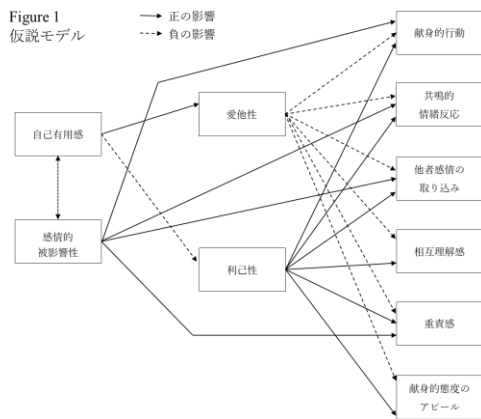 Figure 1
仮説モデル
正の影響
負の影響
自己有用感
感情的
被影響性
愛他性
利己性
献身的行動
共鳴的
情緒反応
他者感情の
取り込み
相互理解感
重責感
献身的態度の
アピール